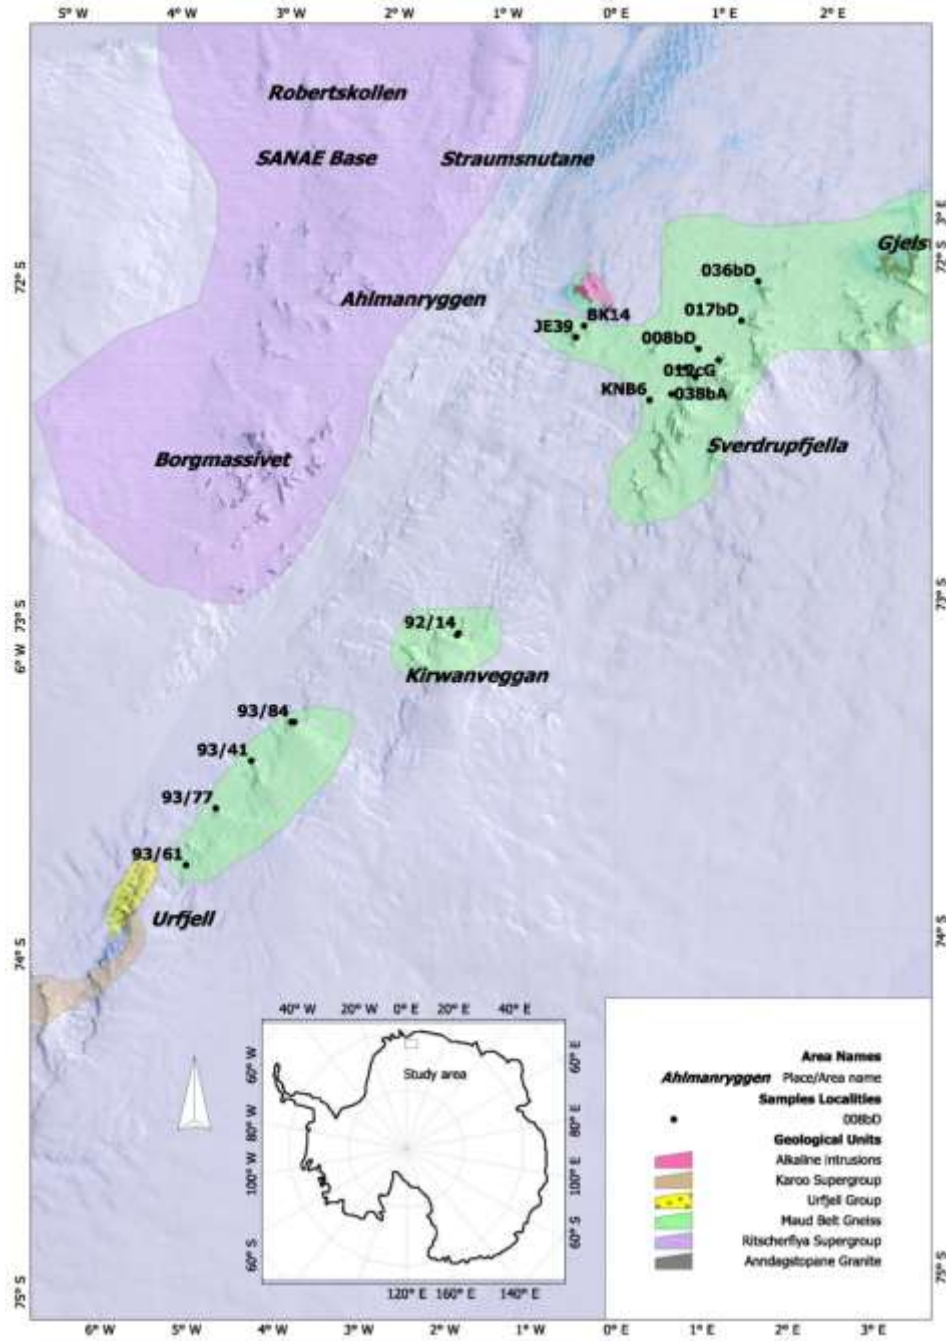 5° W 4° W 3° W 2° W 1° W 0° E 1° E 2° E
Robertskollen
SANAE Base
Straumsnutane
3° E
72° S
72° S
Gjels
036bD
Ahlmanryggen
BK14
017bD
JE39
008bD
012cG
KNB6
038bA
Sverdrupfjella
Borgmassivet
73° S
73° S
6° W
92/14
Kirwanveggan
93/84
93/41
93/77
93/61
Urfjell
74° S
74° S
40° W 20° W 0° E 20° E 40° E
60° W
60° E
Study area
80° W
80° E
100° W
100° E
60° S
60° S
120° E 160° E 140° E
Area Names
Ahlmanryggen Place/Area name
Samples Localities
008bD
Geological Units
Alkaline Intrusions
Karoo Supergroup
Urfjell Group
Maud Belt Gneiss
Ritscherflya Supergroup
Anndagstopane Granite
75° S
75° S
6° W 5° W 4° W 3° W 2° W 1° W 0° E 1° E 2° E 3° E